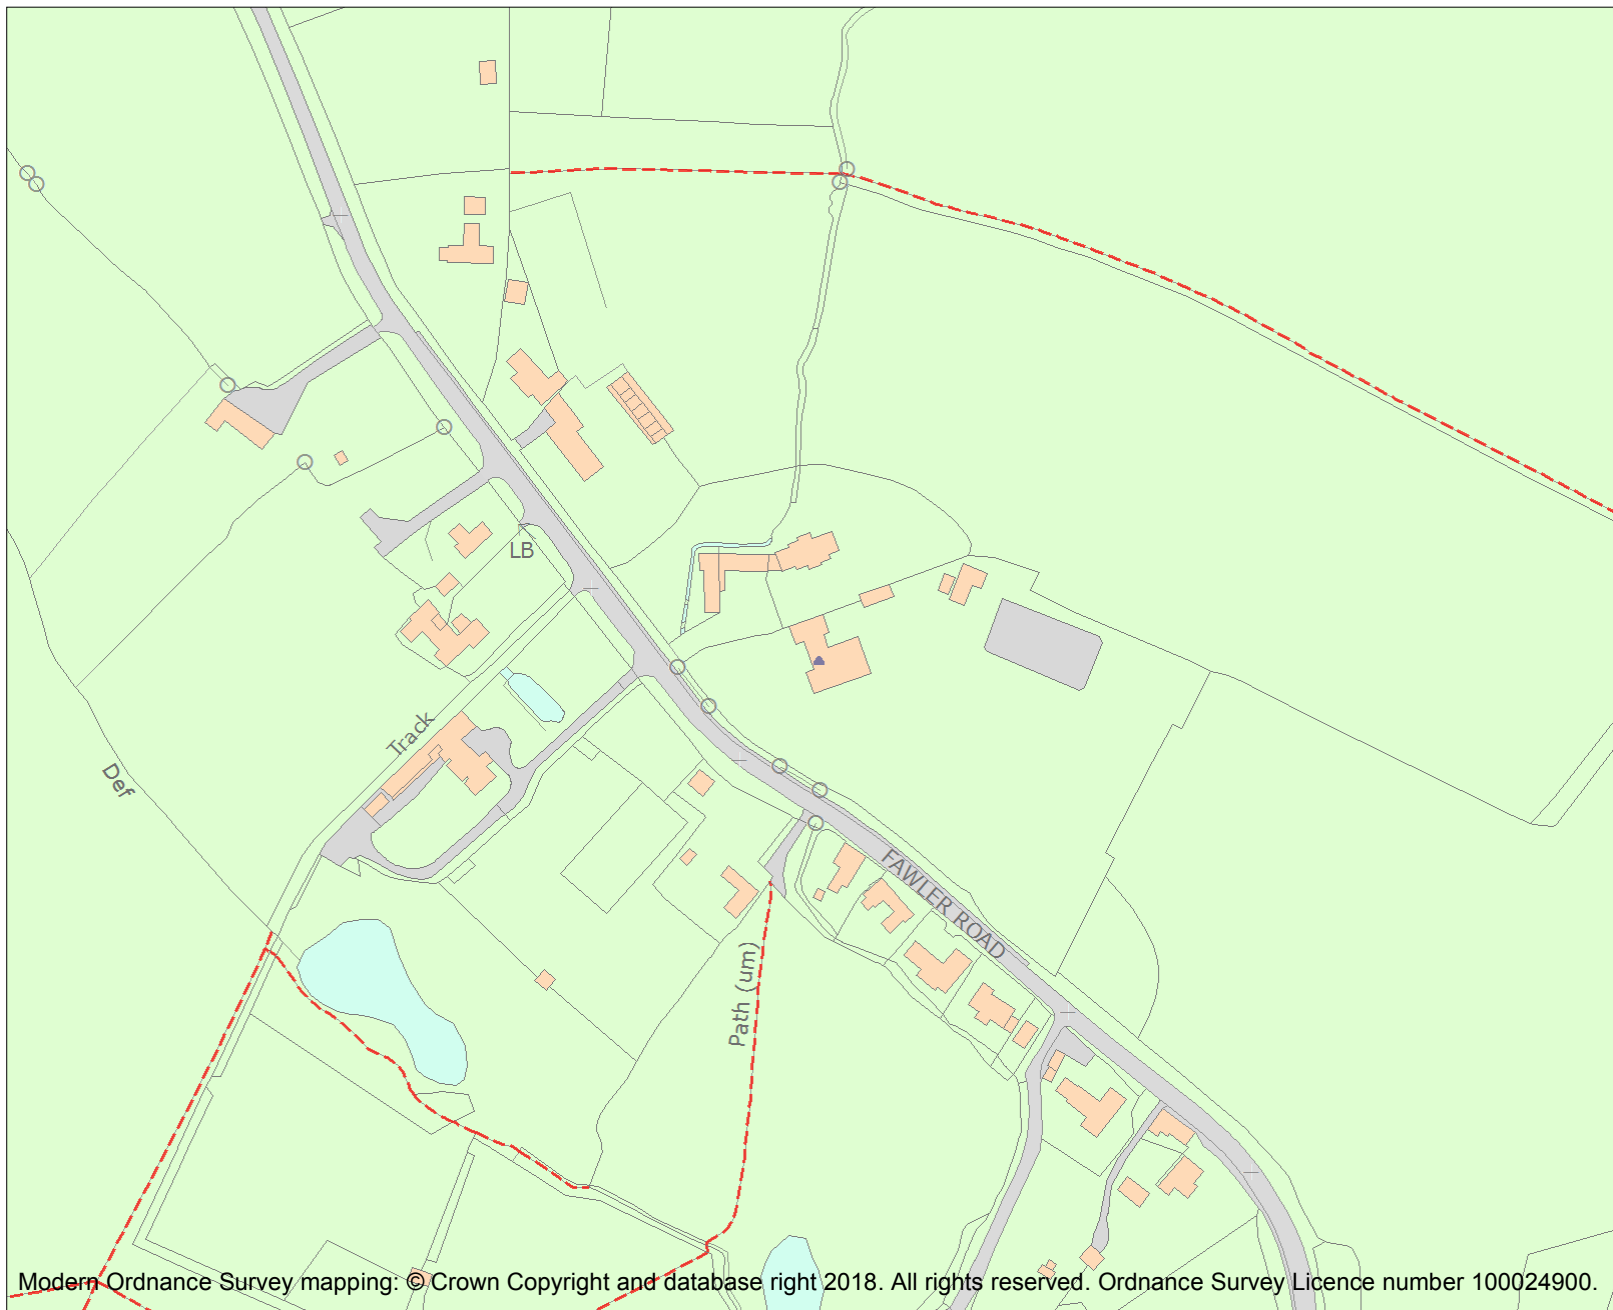 LB
Track
Def
FAWLER ROAD
Path (um)
Modern Ordnance Survey mapping: © Crown Copyright and database right 2018. All rights reserved. Ordnance Survey Licence number 100024900.